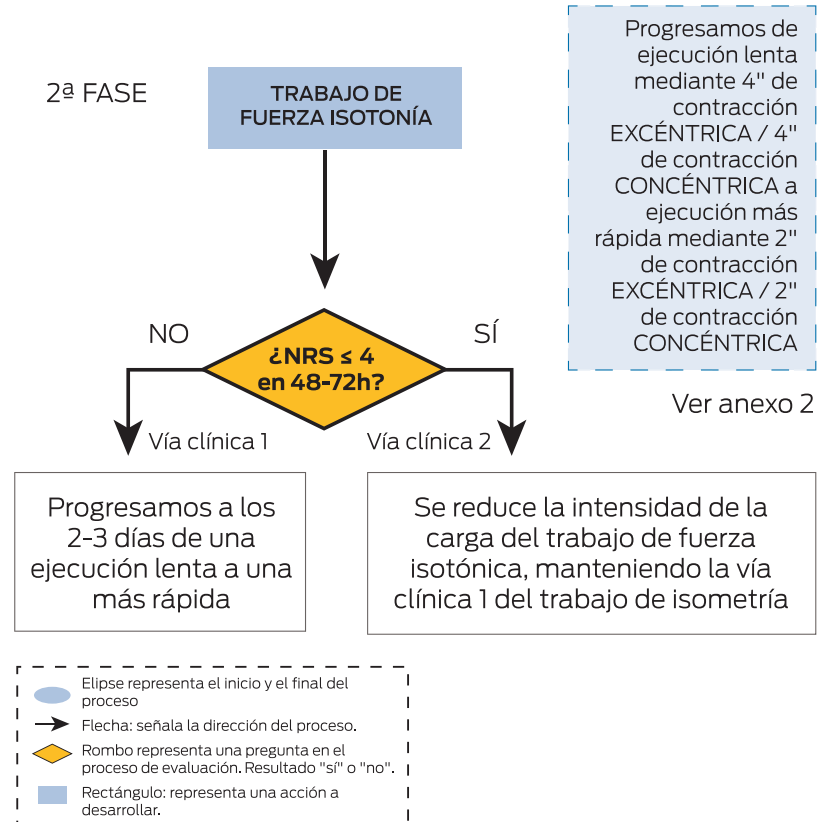 2ª FASE
TRABAJO DE
FUERZA ISOTONÍA
Progresamos de
ejecución lenta
mediante 4" de
contracción
EXCÉNTRICA / 4"
de contracción
CONCÉNTRICA a
ejecución más
rápida mediante 2"
de contracción
EXCÉNTRICA / 2"
de contracción
CONCÉNTRICA
Ver anexo 2
NO
¿NRS ≤ 4
en 48-72h?
SÍ
Vía clínica 1
Vía clínica 2
Progresamos a los
2-3 días de una
ejecución lenta a una
más rápida
Se reduce la intensidad de la
carga del trabajo de fuerza
isotónica, manteniendo la vía
clínica 1 del trabajo de isometría
Elipse representa el inicio y el final del
proceso
Flecha: señala la dirección del proceso.
Rombo representa una pregunta en el
proceso de evaluación. Resultado "sí" o "no".
Rectángulo: representa una acción a
desarrollar.